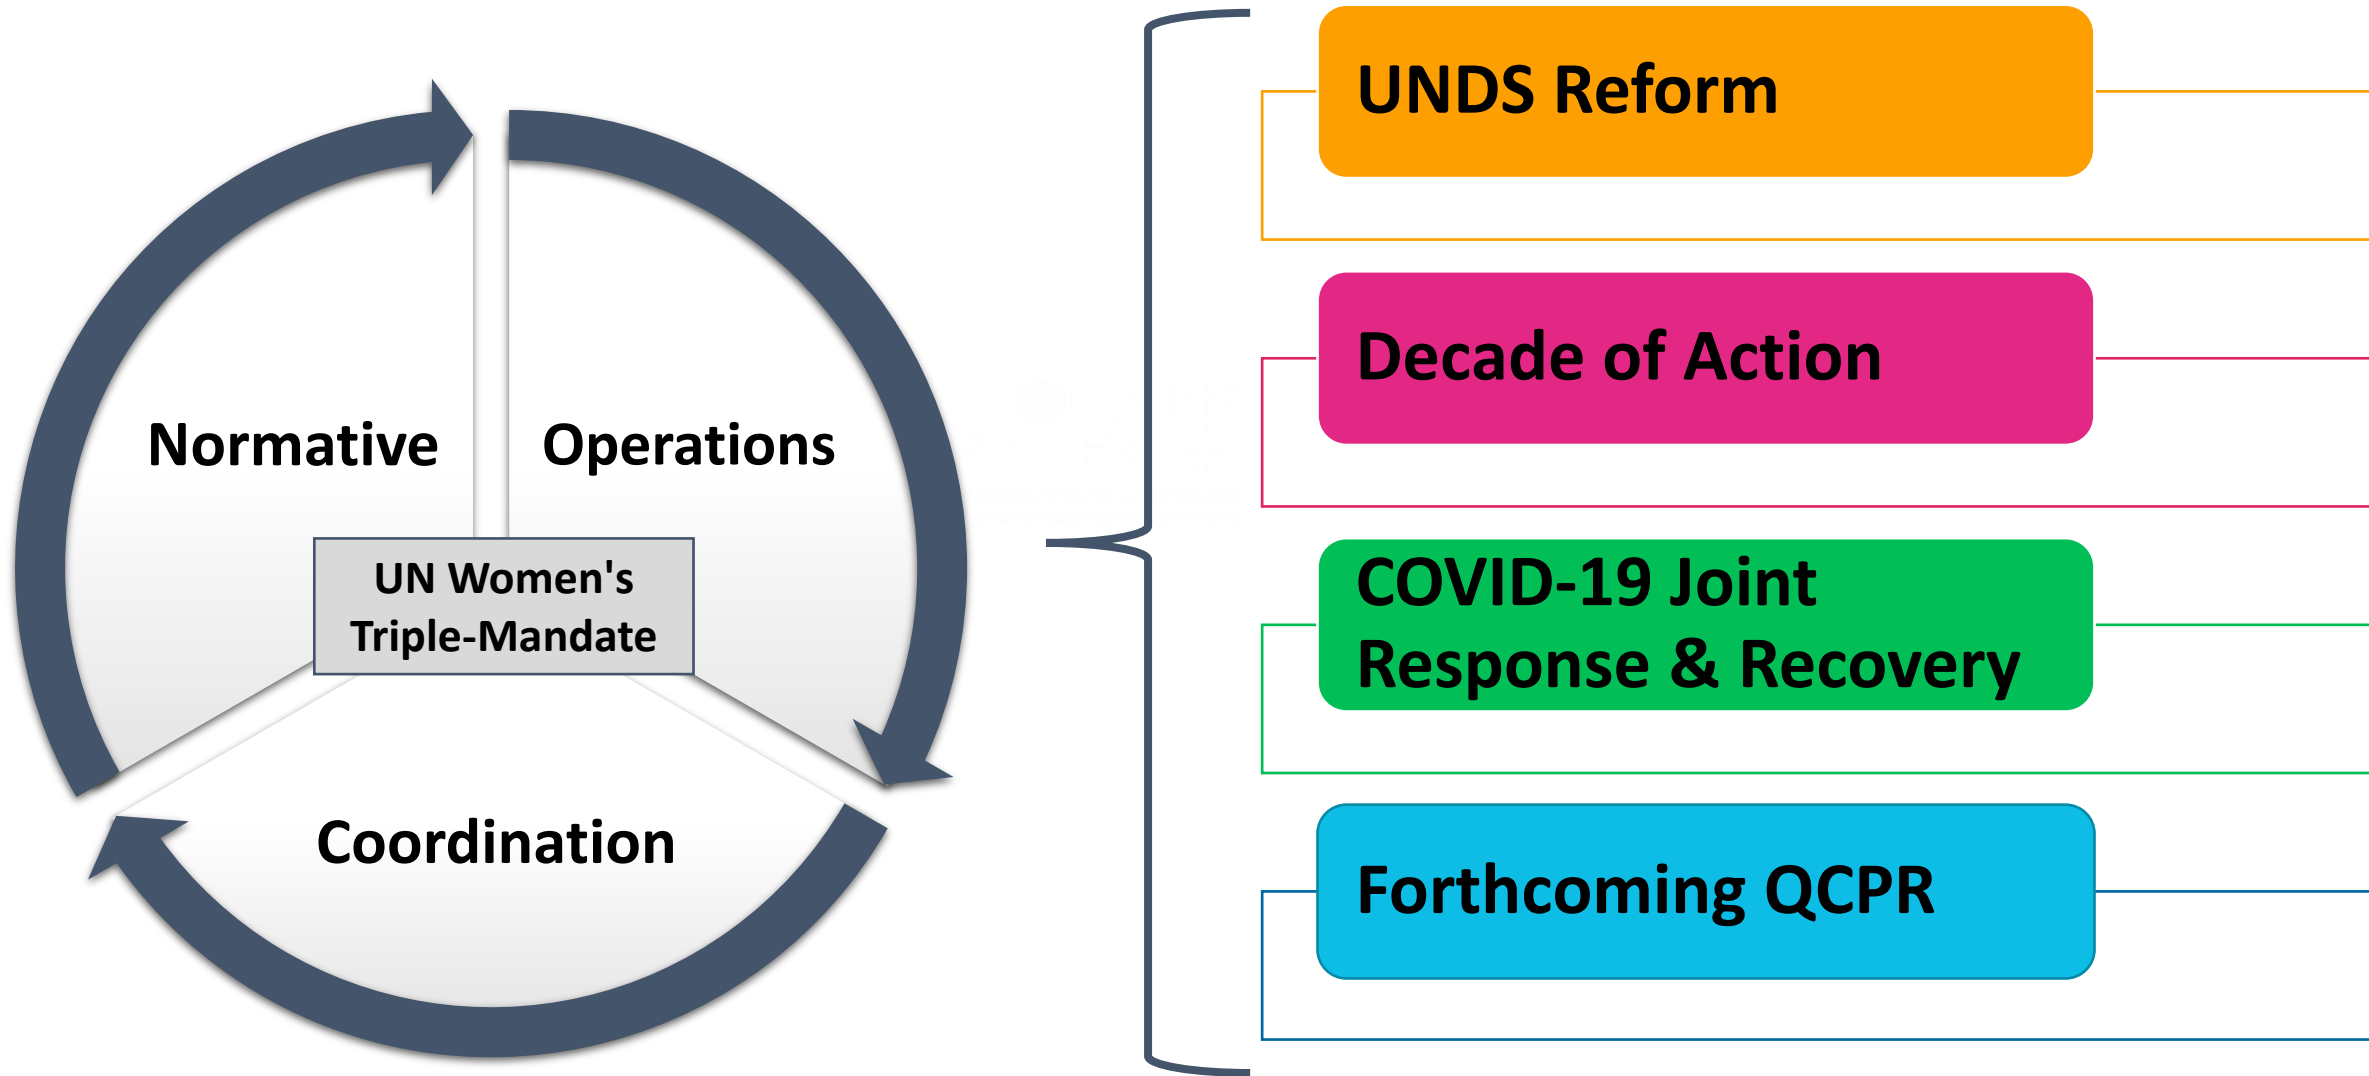 Normative
Operations
UN Women's
Triple-Mandate
Coordination
UNDS Reform
Decade of Action
COVID-19 Joint
Response & Recovery
Forthcoming QCPR